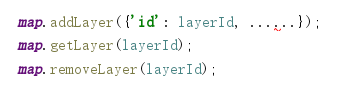 map.addLayer({'id': layerId, ......});
map.getLayer(layerId);
map.removeLayer(layerId);